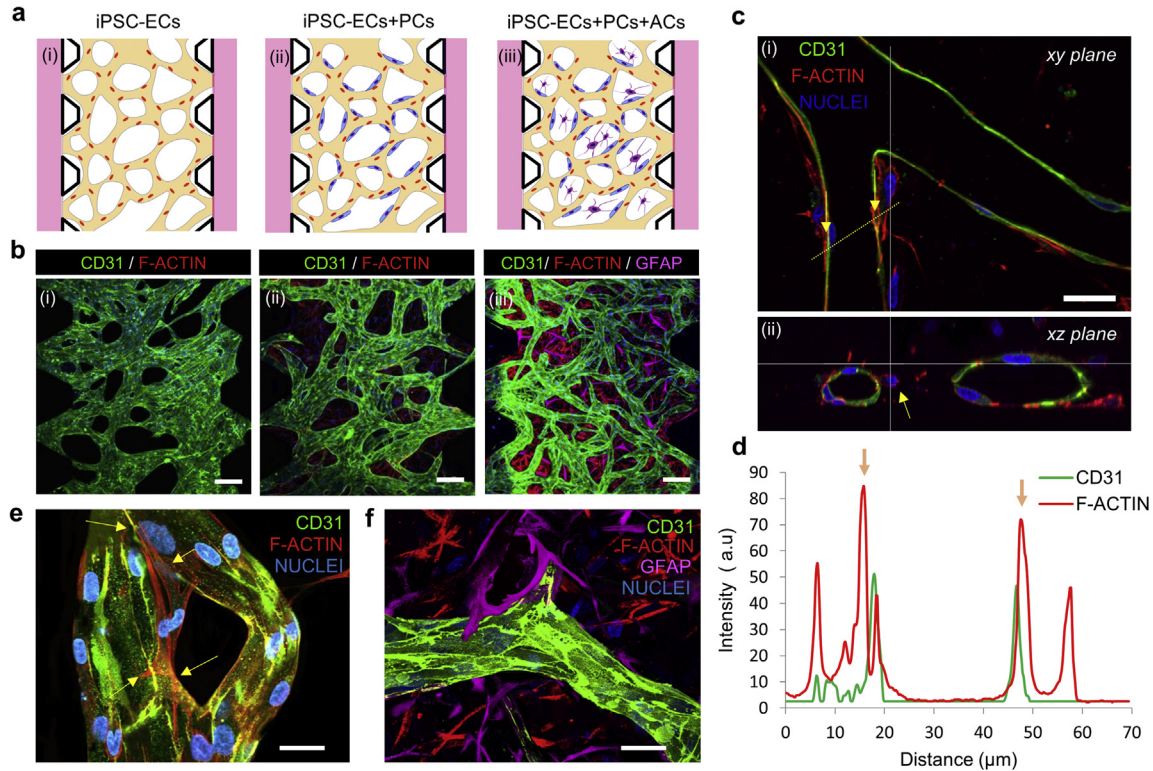 a
iPSC-ECs
iPSC-ECs+PCs
iPSC-ECs+PCs+ACs
(i)
(ii)
(iii)
b
CD31 / F-ACTIN
CD31 / F-ACTIN
CD31/ F-ACTIN / GFAP
(i)
(ii)
(iii)
c
(i)
CD31
F-ACTIN
NUCLEI
xy plane
(ii)
xz plane
d
90
80
70
60
50
40
30
20
10
0
Intensity ( a.u)
0 10 20 30 40 50 60 70
Distance (µm)
CD31
F-ACTIN
e
CD31
F-ACTIN
NUCLEI
f
CD31
F-ACTIN
GFAP
NUCLEI